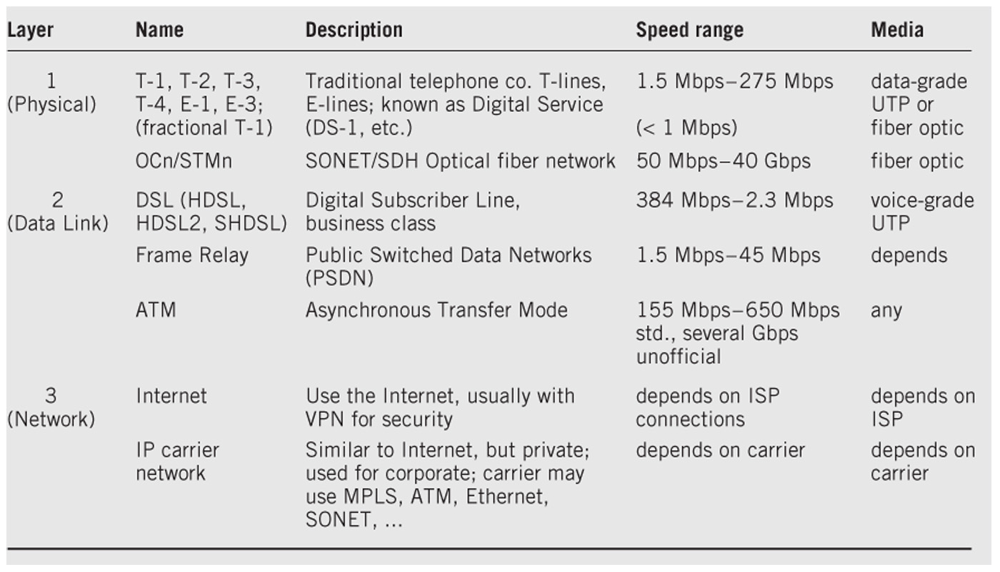 Layer Name Description Speed range Media
1 T-1, T-2, T-3, Traditional telephone co. T-lines, 1.5 Mbps–275 Mbps data-grade
(Physical) T-4, E-1, E-3; E-lines; known as Digital Service UTP or
(fractional T-1) (DS-1, etc.) (< 1 Mbps) fiber optic
OCn/STMn SONET/SDH Optical fiber network 50 Mbps–40 Gbps fiber optic
2 DSL (HDSL, Digital Subscriber Line, 384 Mbps–2.3 Mbps voice-grade
(Data Link) HDSL2, SHDSL) business class UTP
Frame Relay Public Switched Data Networks 1.5 Mbps–45 Mbps depends
(PSDN)
ATM Asynchronous Transfer Mode 155 Mbps–650 Mbps any
std., several Gbps
unofficial
3 Internet Use the Internet, usually with depends on ISP depends on
(Network) VPN for security connections ISP
IP carrier Similar to Internet, but private; depends on carrier depends on
network used for corporate; carrier may carrier
use MPLS, ATM, Ethernet,
SONET, ...